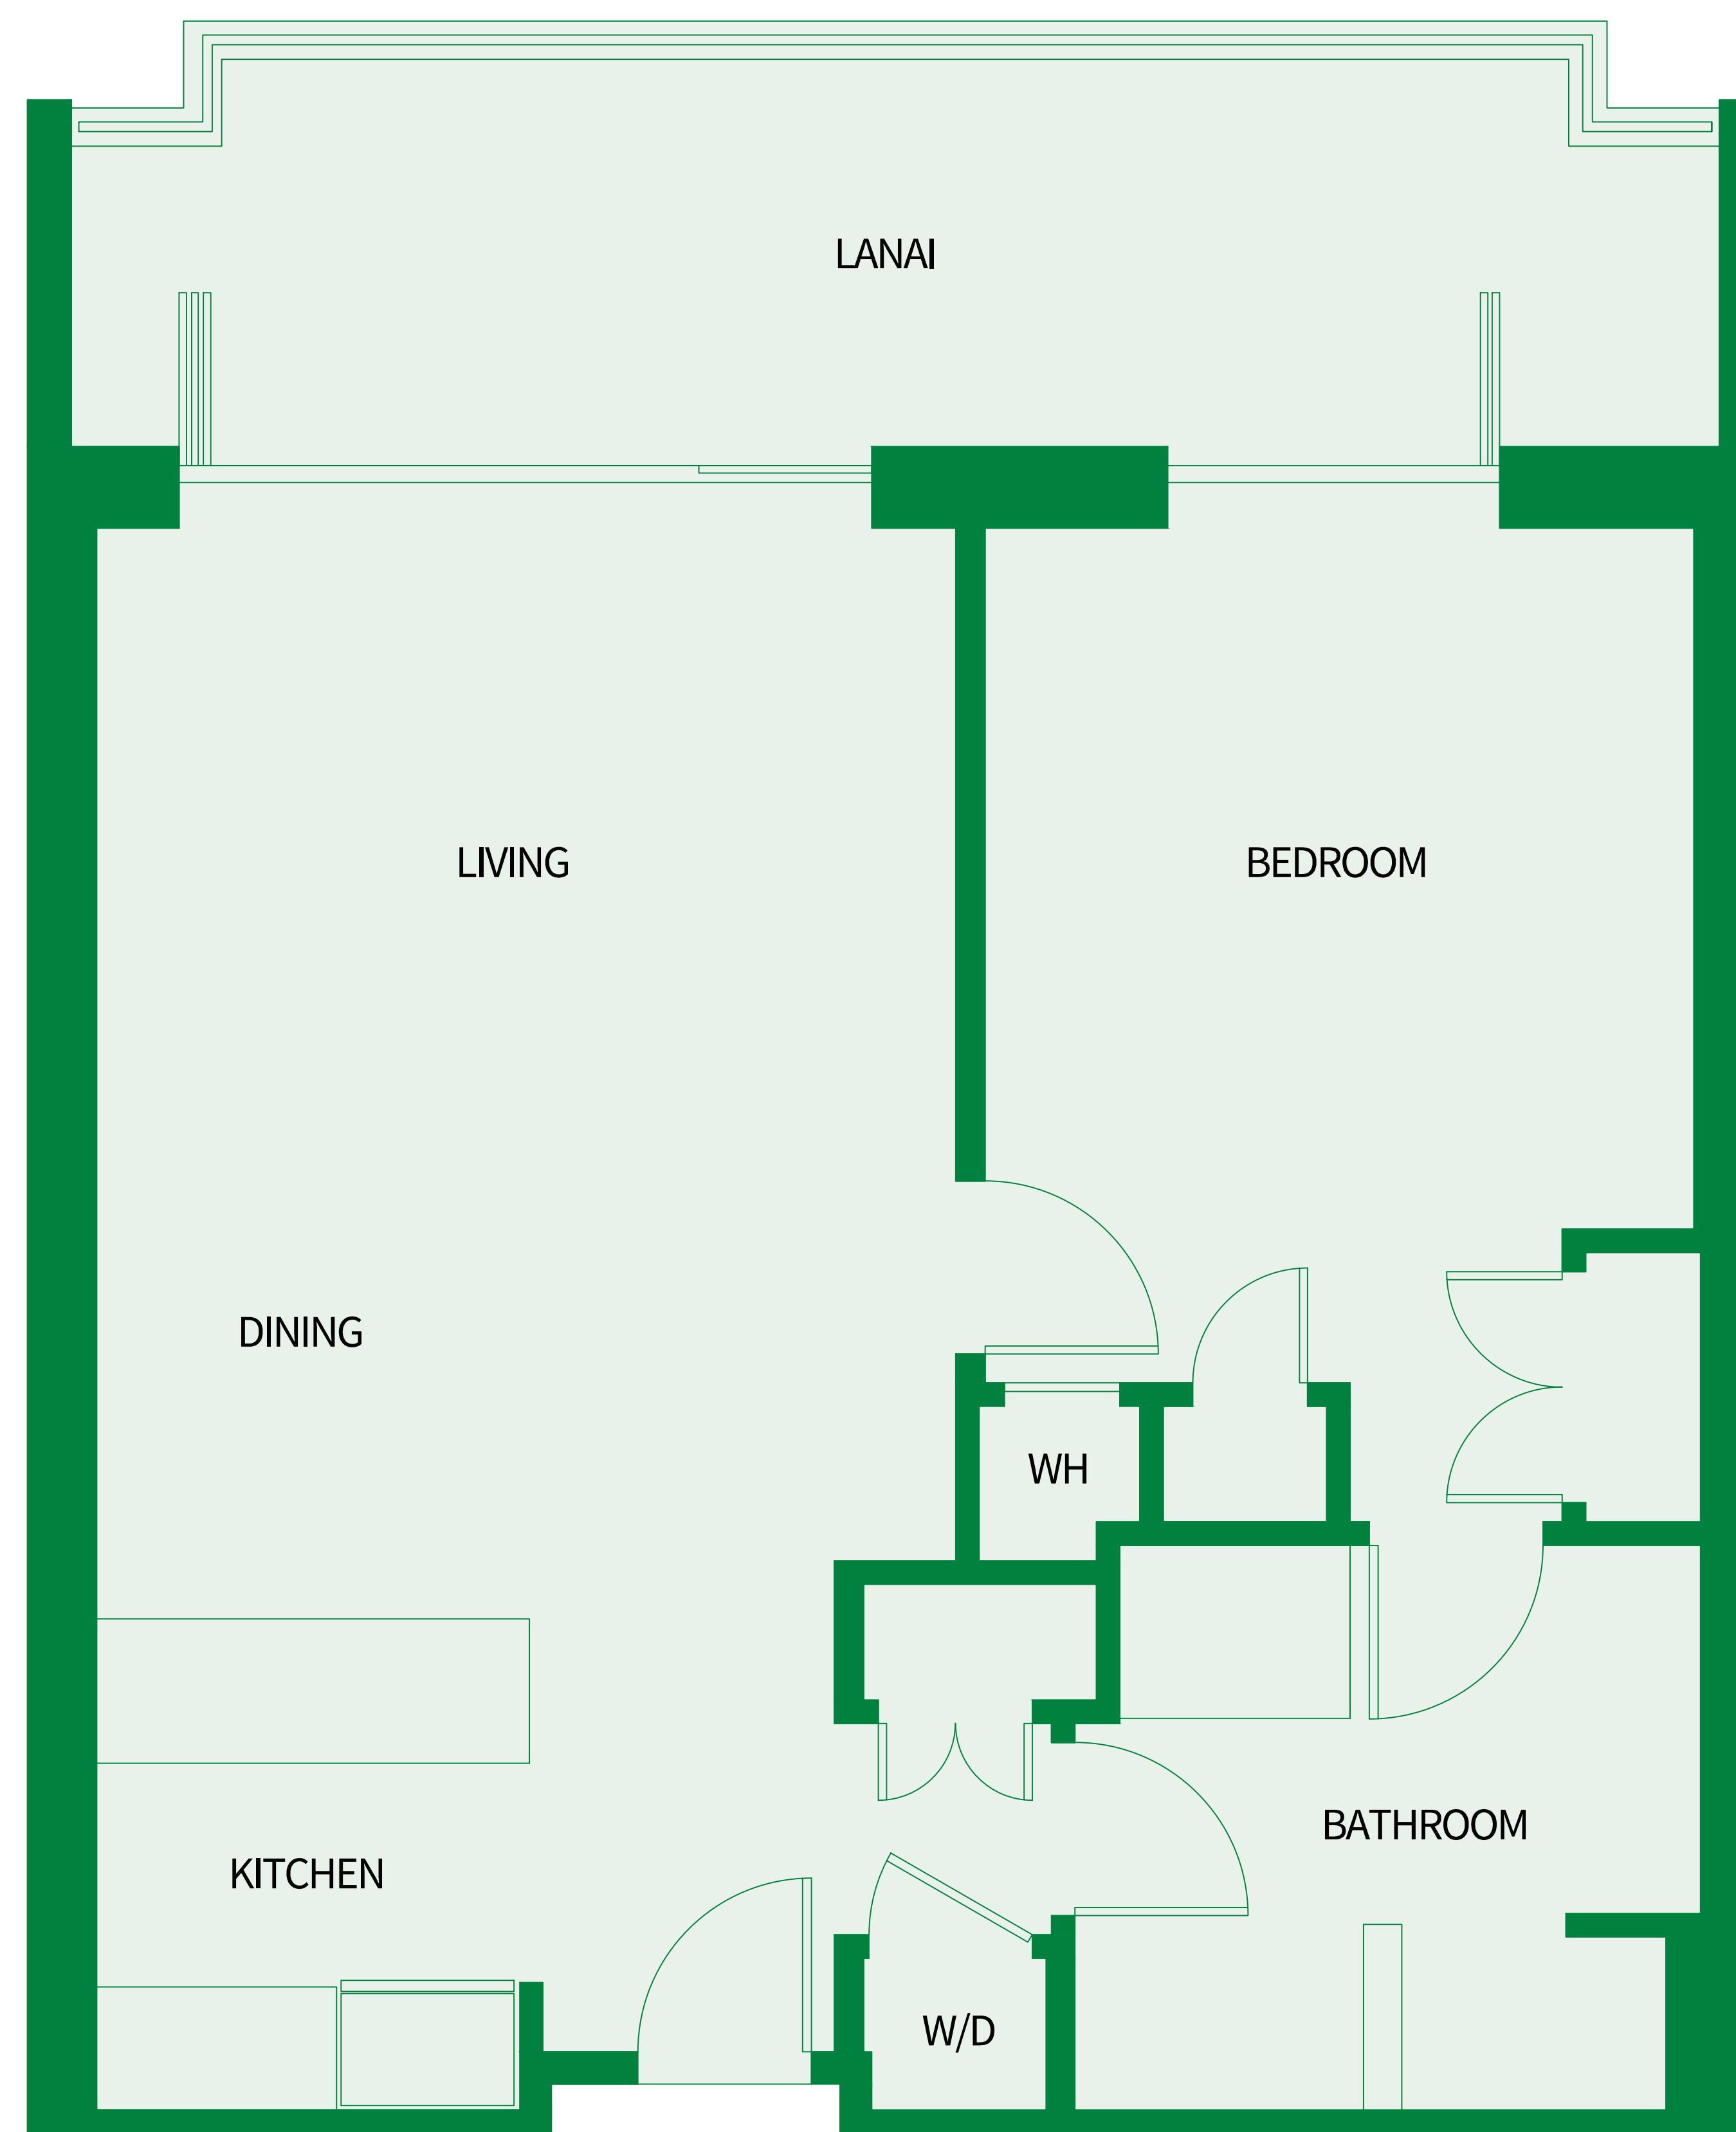 LANAI
LIVING
BEDROOM
DINING
WH
BATHROOM
KITCHEN
W/D